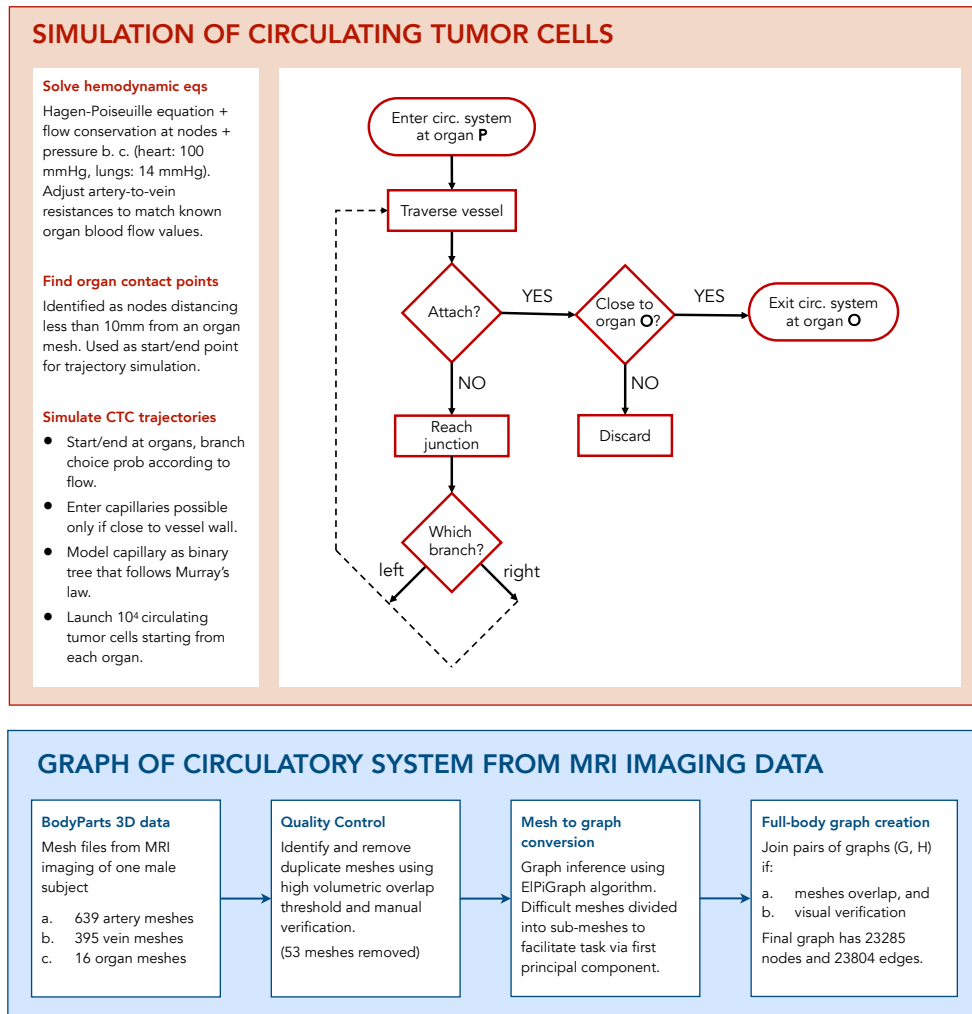 SIMULATION OF CIRCULATING TUMOR CELLS
Solve hemodynamic eqs
Hagen-Poiseuille equation +
flow conservation at nodes +
pressure b. c. (heart: 100
mmHg, lungs: 14 mmHg).
Adjust artery-to-vein
resistances to match known
organ blood flow values.
Find organ contact points
Identified as nodes distancing
less than 10mm from an organ
mesh. Used as start/end point
for trajectory simulation.
Simulate CTC trajectories
● Start/end at organs, branch
choice prob according to
flow.
● Enter capillaries possible
only if close to vessel wall.
● Model capillary as binary
tree that follows Murray's
law.
● Launch 10⁴ circulating
tumor cells starting from
each organ.
Enter circ. system
at organ P
Traverse vessel
Attach?
YES
Close to
organ O?
YES
Exit circ. system
at organ O
NO
NO
Reach
junction
Discard
Which
branch?
left
right
GRAPH OF CIRCULATORY SYSTEM FROM MRI IMAGING DATA
BodyParts 3D data
Mesh files from MRI
imaging of one male
subject
a. 639 artery meshes
b. 395 vein meshes
c. 16 organ meshes
Quality Control
Identify and remove
duplicate meshes using
high volumetric overlap
threshold and manual
verification.
(53 meshes removed)
Mesh to graph
conversion
Graph inference using
ElPiGraph algorithm.
Difficult meshes divided
into sub-meshes to
facilitate task via first
principal component.
Full-body graph creation
Join pairs of graphs (G, H)
if:
a. meshes overlap, and
b. visual verification
Final graph has 23285
nodes and 23804 edges.